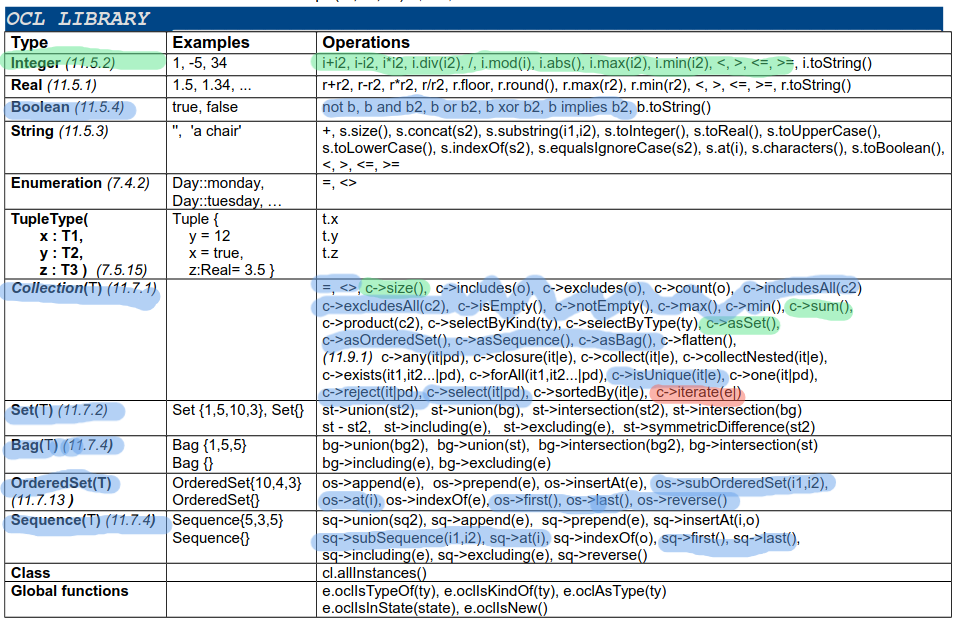 OCL LIBRARY
Type Examples Operations
Integer (11.5.2) 1, -5, 34 i+i2, i-i2, i*i2, i.div(i2), /, i.mod(i), i.abs(), i.max(i2), i.min(i2), <, >, <=, >=, i.toString()
Real (11.5.1) 1.5, 1.34, ... r+r2, r-r2, r*r2, r/r2, r.floor, r.round(), r.max(r2), r.min(r2), <, >, <=, >=, r.toString()
Boolean (11.5.4) true, false not b, b and b2, b or b2, b xor b2, b implies b2, b.toString()
String (11.5.3) '', 'a chair' +, s.size(), s.concat(s2), s.substring(i1,i2), s.toInteger(), s.toReal(), s.toUpperCase(),
s.toLowerCase(), s.indexOf(s2), s.equalsIgnoreCase(s2), s.at(i), s.characters(), s.toBoolean(),
<, >, <=, >=
Enumeration (7.4.2) Day::monday, =, <>
Day::tuesday, …
TupleType( Tuple { t.x
x : T1, y = 12 t.y
y : T2, x = true, t.z
z : T3 ) (7.5.15) z:Real= 3.5 }
Collection(T) (11.7.1) =, <>, c->size(), c->includes(o), c->excludes(o), c->count(o), c->includesAll(c2)
c->excludesAll(c2), c->isEmpty(), c->notEmpty(), c->max(), c->min(), c->sum(),
c->product(c2), c->selectByKind(ty), c->selectByType(ty), c->asSet(),
c->asOrderedSet(), c->asSequence(), c->asBag(), c->flatten(),
(11.9.1) c->any(it|pd), c->closure(it|e), c->collect(it|e), c->collectNested(it|e),
c->exists(it1,it2...|pd), c->forAll(it1,it2...|pd), c->isUnique(it|e), c->one(it|pd),
c->reject(it|pd), c->select(it|pd), c->sortedBy(it|e), c->iterate(e|)
Set(T) (11.7.2) Set {1,5,10,3}, Set{} st->union(st2), st->union(bg), st->intersection(st2), st->intersection(bg)
st - st2, st->including(e), st->excluding(e), st->symmetricDifference(st2)
Bag(T) (11.7.4) Bag {1,5,5} bg->union(bg2), bg->union(st), bg->intersection(bg2), bg->intersection(st)
Bag {} bg->including(e), bg->excluding(e)
OrderedSet(T) OrderedSet{10,4,3} os->append(e), os->prepend(e), os->insertAt(e), os->subOrderedSet(i1,i2),
(11.7.13 ) OrderedSet{} os->at(i), os->indexOf(e), os->first(), os->last(), os->reverse()
Sequence(T) (11.7.4) Sequence{5,3,5} sq->union(sq2), sq->append(e), sq->prepend(e), sq->insertAt(i,o)
Sequence{} sq->subSequence(i1,i2), sq->at(i), sq->indexOf(o), sq->first(), sq->last(),
sq->including(e), sq->excluding(e), sq->reverse()
Class cl.allInstances()
Global functions e.oclIsTypeOf(ty), e.oclIsKindOf(ty), e.oclAsType(ty)
e.oclIsInState(state), e.oclIsNew()